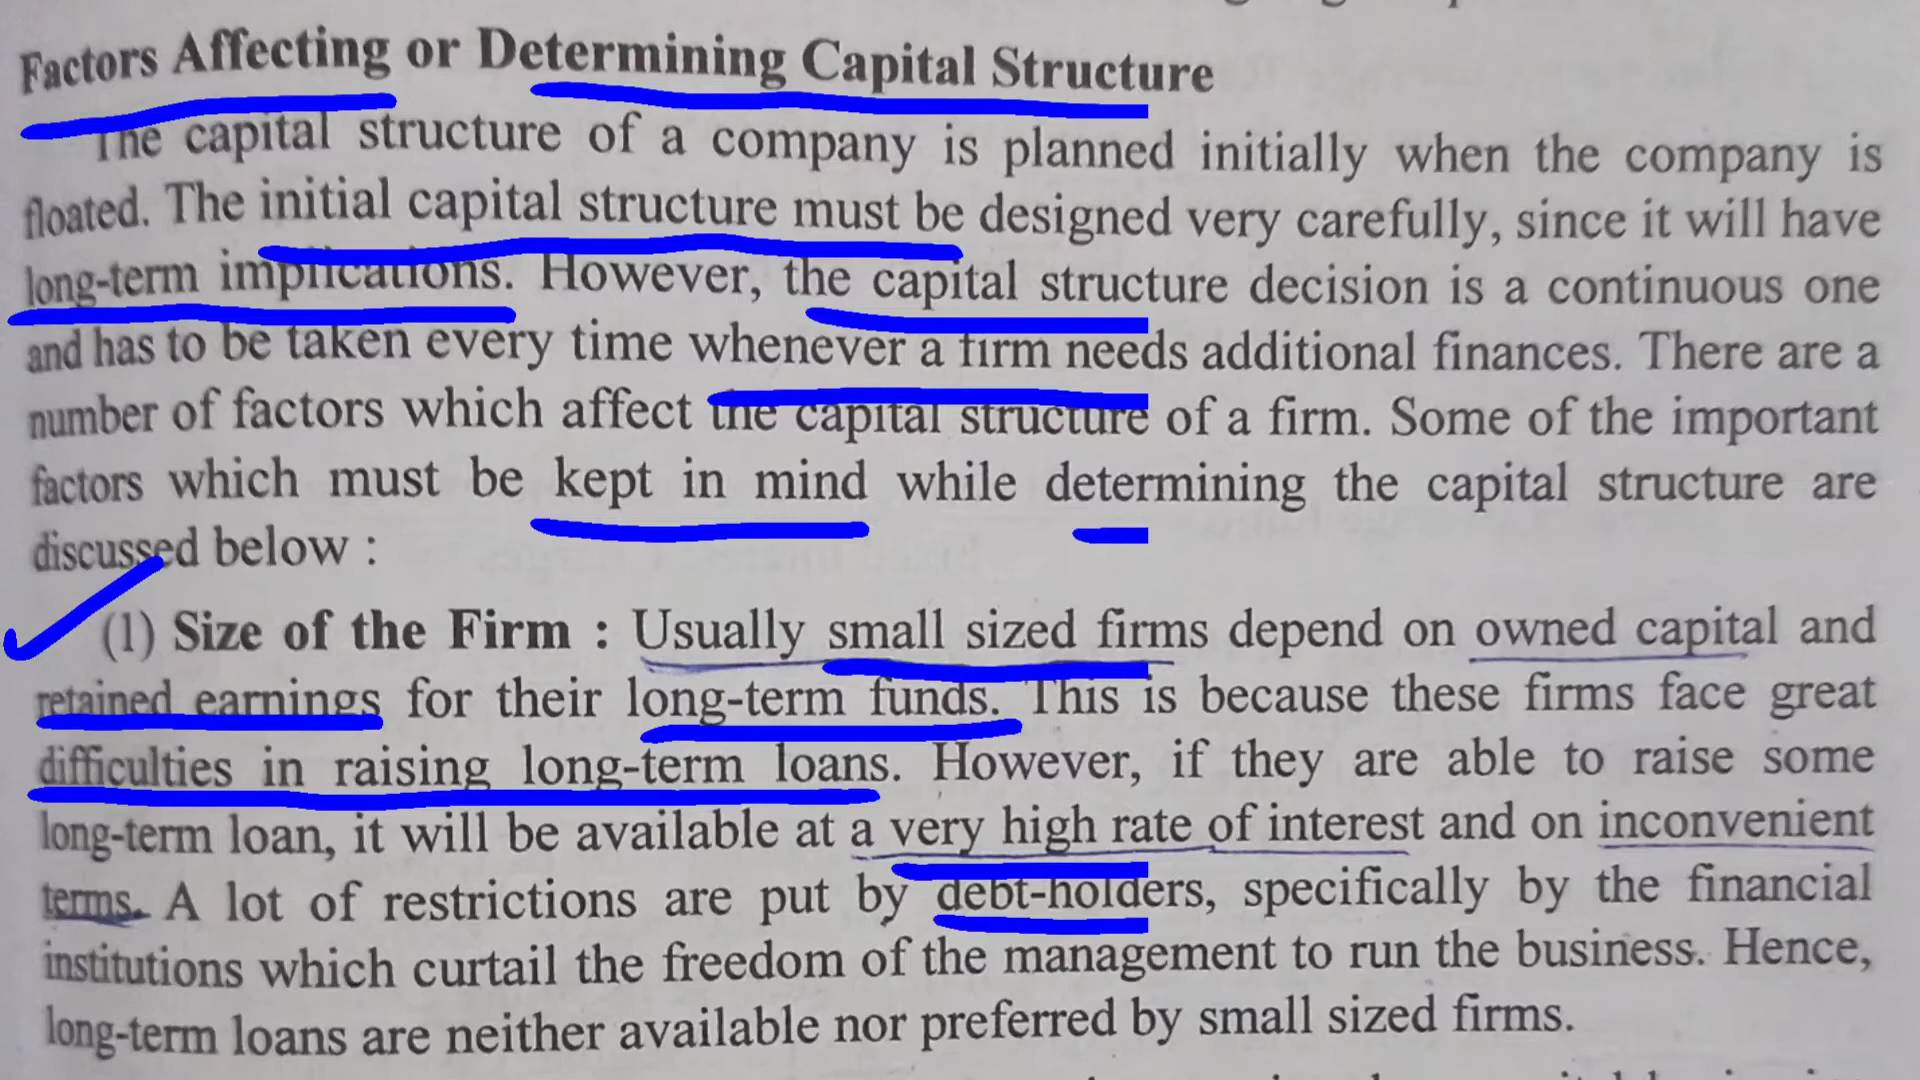 Factors Affecting or Determining Capital Structure
The capital structure of a company is planned initially when the company is
floated. The initial capital structure must be designed very carefully, since it will have
long-term implications. However, the capital structure decision is a continuous one
and has to be taken every time whenever a firm needs additional finances. There are a
number of factors which affect the capital structure of a firm. Some of the important
factors which must be kept in mind while determining the capital structure are
discussed below :
(1) Size of the Firm : Usually small sized firms depend on owned capital and
retained earnings for their long-term funds. This is because these firms face great
difficulties in raising long-term loans. However, if they are able to raise some
long-term loan, it will be available at a very high rate of interest and on inconvenient
terms. A lot of restrictions are put by debt-holders, specifically by the financial
institutions which curtail the freedom of the management to run the business. Hence,
long-term loans are neither available nor preferred by small sized firms.